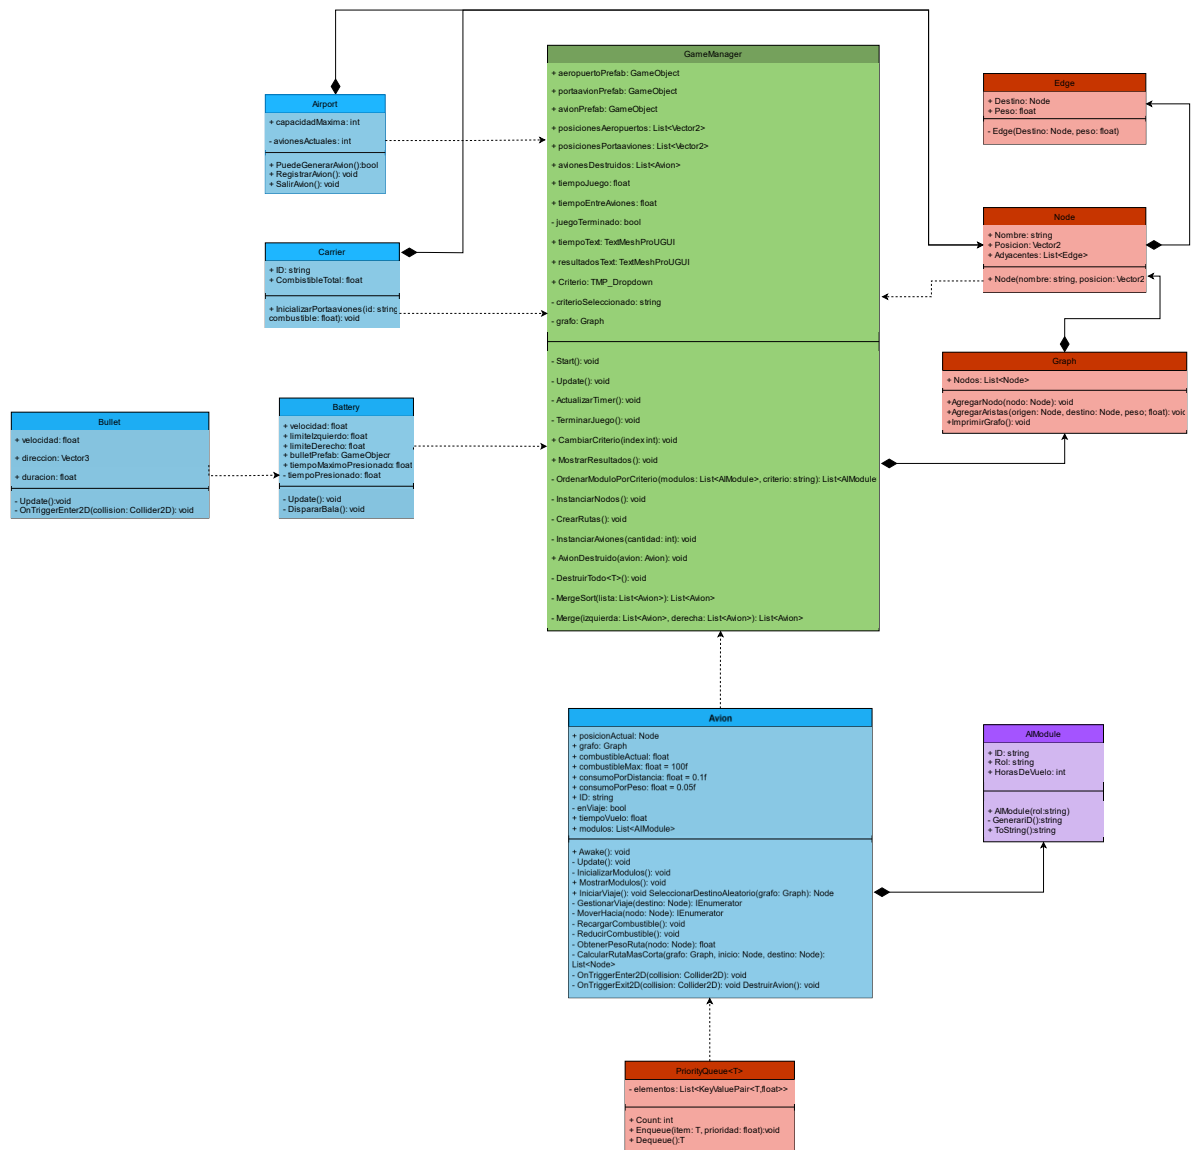 GameManager
+ aeropuertoPrefab: GameObject
+ portaavionPrefab: GameObject
+ avionPrefab: GameObject
+ posicionesAeropuertos: List<Vector2>
+ posicionesPortaaviones: List<Vector2>
+ avionesDestruidos: List<Avion>
+ tiempoJuego: float
+ tiempoEntreAviones: float
- juegoTerminado: bool
+ tiempoText: TextMeshProUGUI
+ resultadosText: TextMeshProUGUI
+ Criterio: TMP_Dropdown
- criterioSeleccionado: string
- grafo: Graph
- Start(): void
- Update(): void
- ActualizarTimer(): void
- TerminarJuego(): void
+ CambiarCriterio(index int): void
+ MostrarResultados(): void
- OrdenarModuloPorCriterio(modulos: List<AIModule>, criterio: string): List<AIModule
- InstanciarNodos(): void
- CrearRutas(): void
- InstanciarAviones(cantidad: int): void
+ AvionDestruido(avion: Avion): void
- DestruirTodo<T>(): void
- MergeSort(lista: List<Avion>): List<Avion>
- Merge(izquierda: List<Avion>, derecha: List<Avion>): List<Avion>
Airport
+ capacidadMaxima: int
- avionesActuales: int
+ PuedeGenerarAvion():bool
+ RegistrarAvion(): void
+ SalirAvion(): void
Carrier
+ ID: string
+ CombistibleTotal: float
+ InicializarPortaaviones(id: string,
combustible: float): void
Bullet
+ velocidad: float
+ direccion: Vector3
+ duracion: float
- Update():void
- OnTriggerEnter2D(collision: Collider2D): void
Battery
+ velocidad: float
+ limiteIzquierdo: float
+ limiteDerecho: float
+ bulletPrefab: GameObjecr
+ tiempoMaximoPresionado: float
- tiempoPresionado: float
- Update(): void
- DispararBala(): void
Edge
+ Destino: Node
+ Peso: float
- Edge(Destino: Node, peso: float)
Node
+ Nombre: string
+ Posicion: Vector2
+ Adyacentes: List<Edge>
+ Node(nombre: string, posicion: Vector2
Graph
+ Nodos: List<Node>
+AgregarNodo(nodo: Node): void
+AgregarAristas(origen: Node, destino: Node, peso; float): voic
+ImprimirGrafo(): void
Avion
+ posicionActual: Node
+ grafo: Graph
+ combustibleActual: float
+ combustibleMax: float = 100f
+ consumoPorDistancia: float = 0.1f
+ consumoPorPeso: float = 0.05f
+ ID: string
- enViaje: bool
+ tiempoVuelo: float
+ modulos: List<AIModule>
+ Awake(): void
- Update(): void
- InicializarModulos(): void
+ MostrarModulos(): void
+ IniciarViaje(): void SeleccionarDestinoAleatorio(grafo: Graph): Node
- GestionarViaje(destino: Node): IEnumerator
- MoverHacia(nodo: Node): IEnumerator
- RecargarCombustible(): void
- ReducirCombustible(): void
- ObtenerPesoRuta(nodo: Node): float
- CalcularRutaMasCorta(grafo: Graph, inicio: Node, destino: Node):
List<Node>
- OnTriggerEnter2D(collision: Collider2D): void
- OnTriggerExit2D(collision: Collider2D): void DestruirAvion(): void
AIModule
+ ID: string
+ Rol: string
+ HorasDeVuelo: int
+ AIModule(rol:string)
- GenerarID():string
+ ToString():string
PriorityQueue<T>
- elementos: List<KeyValuePair<T,float>>
+ Count: int
+ Enqueue(item: T, prioridad: float):void
+ Dequeue():T